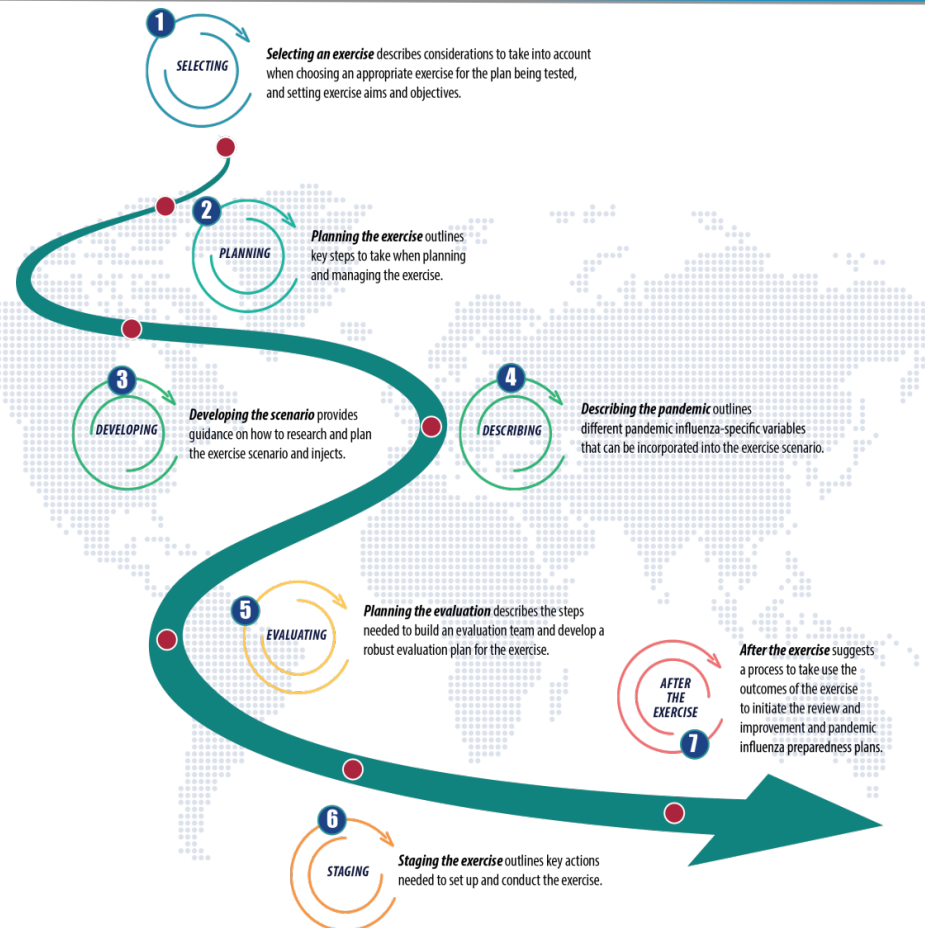 1
SELECTING
Selecting an exercise describes considerations to take into account
when choosing an appropriate exercise for the plan being tested,
and setting exercise aims and objectives.
2
PLANNING
Planning the exercise outlines
key steps to take when planning
and managing the exercise.
3
DEVELOPING
Developing the scenario provides
guidance on how to research and plan
the exercise scenario and injects.
4
DESCRIBING
Describing the pandemic outlines
different pandemic influenza-specific variables
that can be incorporated into the exercise scenario.
5
EVALUATING
Planning the evaluation describes the steps
needed to build an evaluation team and develop a
robust evaluation plan for the exercise.
6
STAGING
Staging the exercise outlines key actions
needed to set up and conduct the exercise.
AFTER
THE
EXERCISE
7
After the exercise suggests
a process to take use the
outcomes of the exercise
to initiate the review and
improvement and pandemic
influenza preparedness plans.